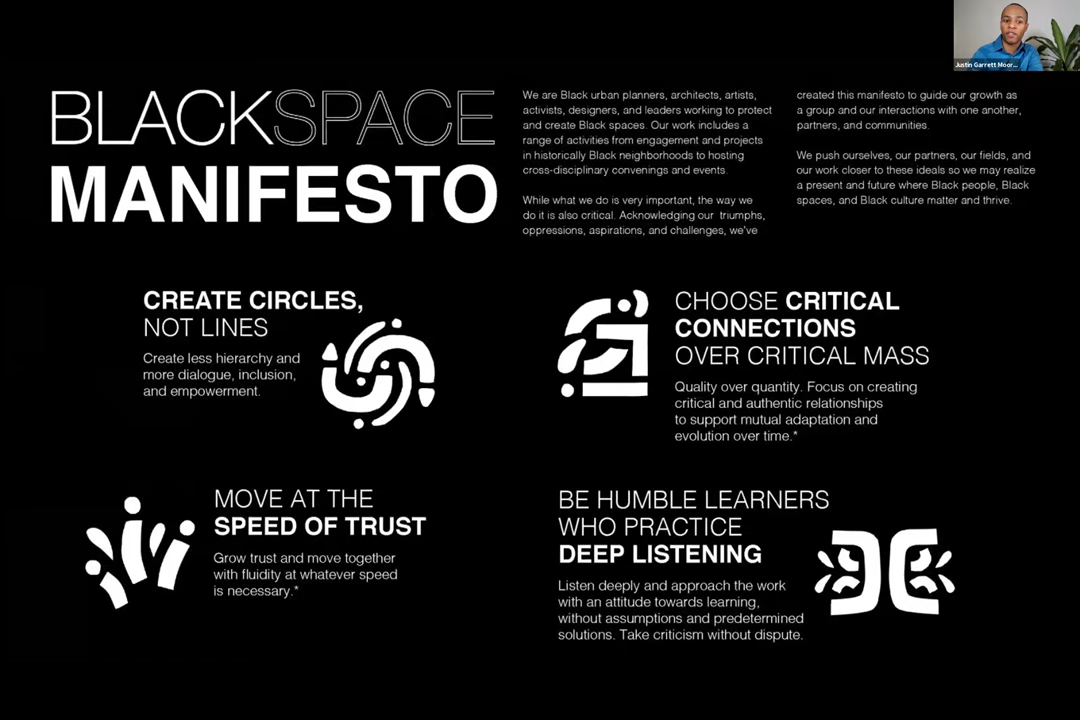 Justin Garrett Moor...
BLACKSPACE
MANIFESTO
We are Black urban planners, architects, artists,
activists, designers, and leaders working to protect
and create Black spaces. Our work includes a
range of activities from engagement and projects
in historically Black neighborhoods to hosting
cross-disciplinary convenings and events.
While what we do is very important, the way we
do it is also critical. Acknowledging our triumphs,
oppressions, aspirations, and challenges, we've
created this manifesto to guide our growth as
a group and our interactions with one another,
partners, and communities.
We push ourselves, our partners, our fields, and
our work closer to these ideals so we may realize
a present and future where Black people, Black
spaces, and Black culture matter and thrive.
CREATE CIRCLES,
NOT LINES
Create less hierarchy and
more dialogue, inclusion,
and empowerment.
CHOOSE CRITICAL
CONNECTIONS
OVER CRITICAL MASS
Quality over quantity. Focus on creating
critical and authentic relationships
to support mutual adaptation and
evolution over time.*
MOVE AT THE
SPEED OF TRUST
Grow trust and move together
with fluidity at whatever speed
is necessary.*
BE HUMBLE LEARNERS
WHO PRACTICE
DEEP LISTENING
Listen deeply and approach the work
with an attitude towards learning,
without assumptions and predetermined
solutions. Take criticism without dispute.